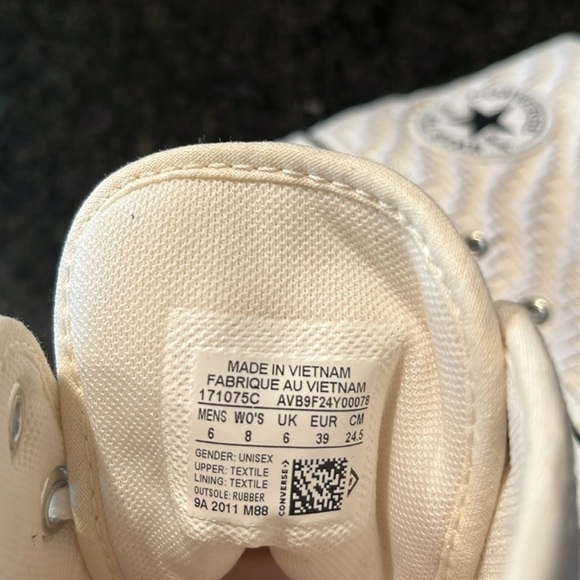 MADE IN VIETNAM
FABRIQUE AU VIETNAM
171075C AVB9F24Y00078
MENS WO'S UK EUR CM
6 8 6 39 24.5
GENDER: UNISEX
UPPER: TEXTILE
LINING: TEXTILE
OUTSOLE: RUBBER
9A 2011 M88
CONVERSE